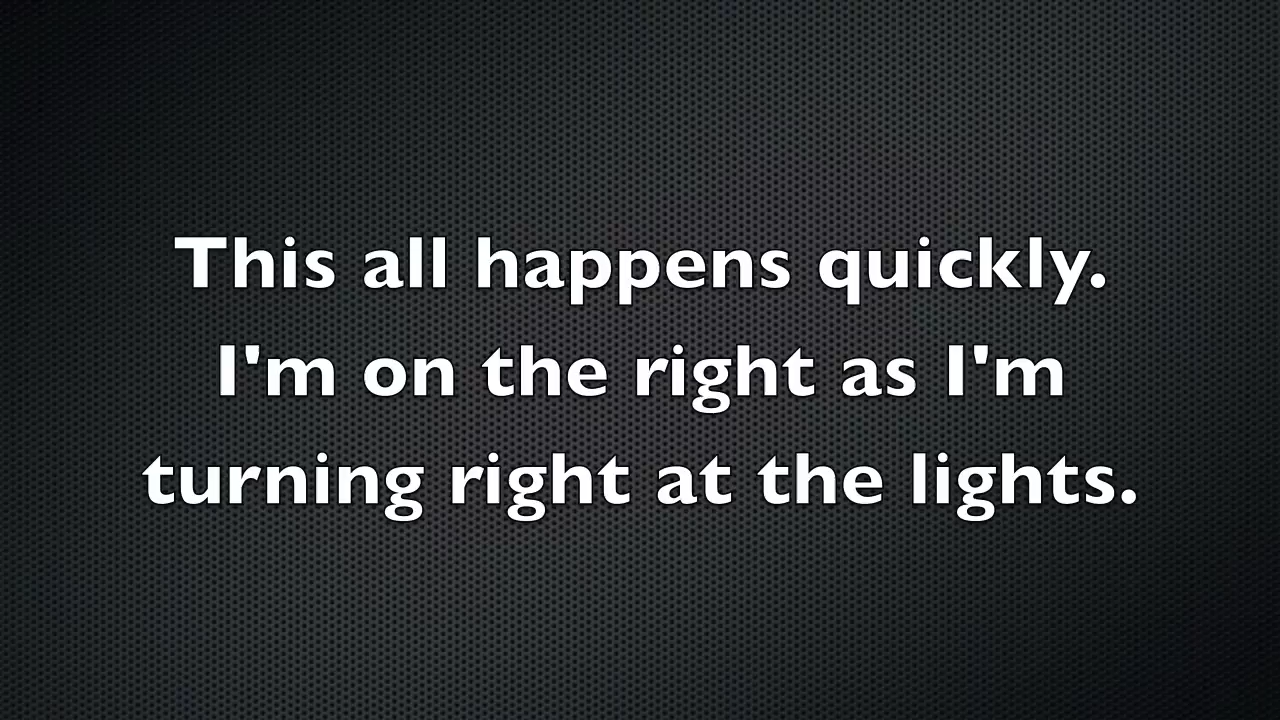 This all happens quickly.
I'm on the right as I'm
turning right at the lights.